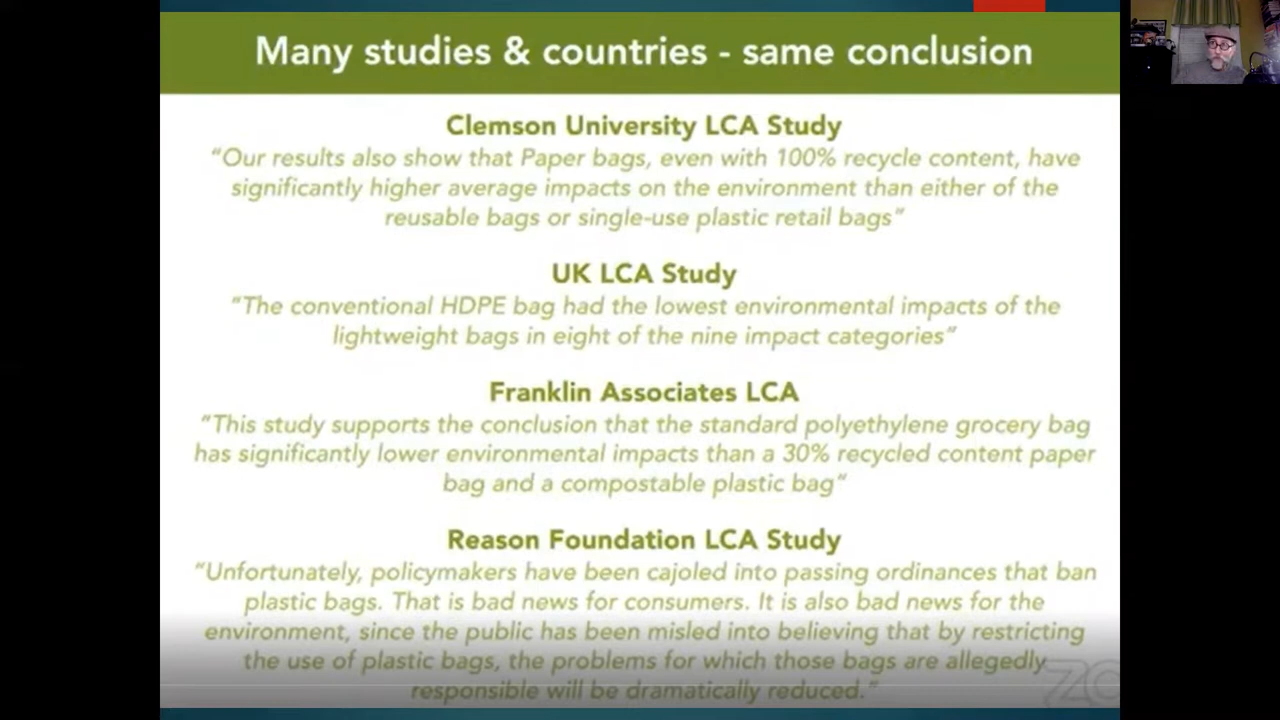 Many studies & countries - same conclusion
Clemson University LCA Study
"Our results also show that Paper bags, even with 100% recycle content, have
significantly higher average impacts on the environment than either of the
reusable bags or single-use plastic retail bags"
UK LCA Study
"The conventional HDPE bag had the lowest environmental impacts of the
lightweight bags in eight of the nine impact categories"
Franklin Associates LCA
"This study supports the conclusion that the standard polyethylene grocery bag
has significantly lower environmental impacts than a 30% recycled content paper
bag and a compostable plastic bag"
Reason Foundation LCA Study
"Unfortunately, policymakers have been cajoled into passing ordinances that ban
plastic bags. That is bad news for consumers. It is also bad news for the
environment, since the public has been misled into believing that by restricting
the use of plastic bags, the problems for which those bags are allegedly
responsible will be dramatically reduced."